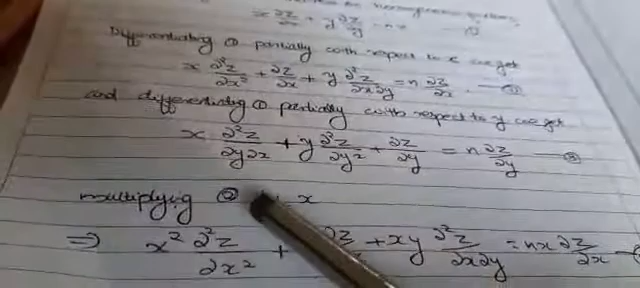 x ∂z/∂x + y ∂z/∂y = nz
Differentiating ① partially with respect to x we get
x ∂²z/∂x² + ∂z/∂x + y ∂²z/∂x∂y = n ∂z/∂x. —②
and differentiating ① partially with respect to y we get
x ∂²z/∂y∂x + y ∂²z/∂y² + ∂z/∂y = n ∂z/∂y —③
multiplying ② x
⇒ x² ∂²z/∂x² + ∂z + xy ∂²z/∂x∂y = nx ∂z/∂x —